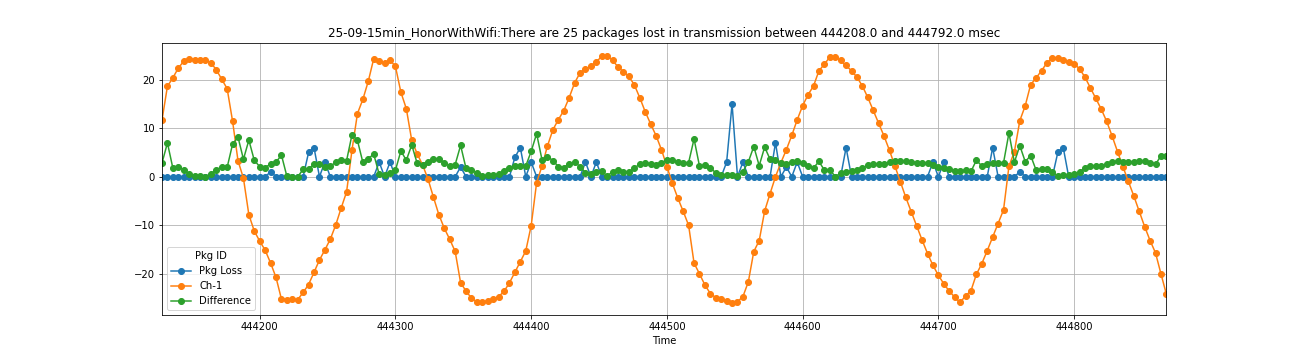 25-09-15min_HonorWithWifi:There are 25 packages lost in transmission between 444208.0 and 444792.0 msec
20
10
0
−10
−20
Pkg ID
Pkg Loss
Ch-1
Difference
444200 444300 444400 444500 444600 444700 444800
Time